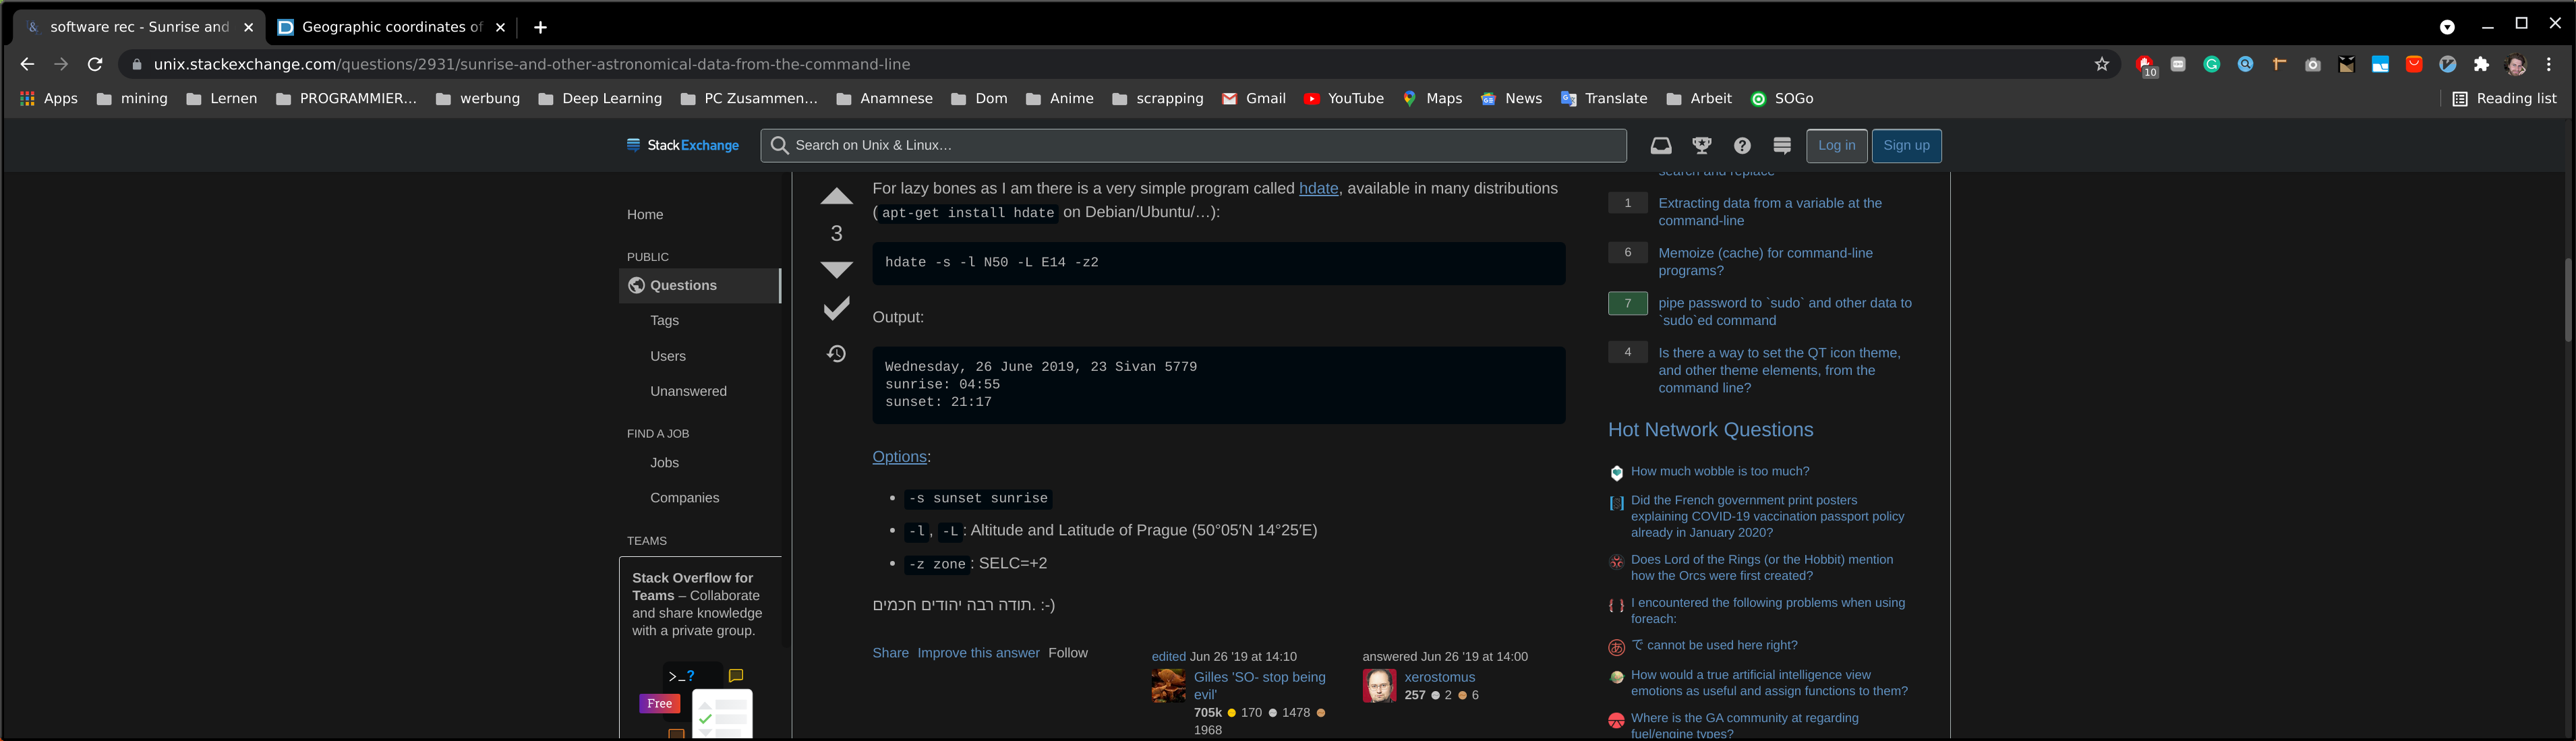 software rec - Sunrise and
Geographic coordinates of
unix.stackexchange.com/questions/2931/sunrise-and-other-astronomical-data-from-the-command-line
10
Apps mining Lernen PROGRAMMIER... werbung Deep Learning PC Zusammen... Anamnese Dom Anime scrapping Gmail YouTube Maps News Translate Arbeit SOGo Reading list
StackExchange
Search on Unix & Linux…
Log in
Sign up
Home
PUBLIC
Questions
Tags
Users
Unanswered
FIND A JOB
Jobs
Companies
TEAMS
Stack Overflow for
Teams – Collaborate
and share knowledge
with a private group.
>_?
Free
3
For lazy bones as I am there is a very simple program called hdate, available in many distributions
(apt-get install hdate on Debian/Ubuntu/…):
hdate -s -l N50 -L E14 -z2
Output:
Wednesday, 26 June 2019, 23 Sivan 5779
sunrise: 04:55
sunset: 21:17
Options:
-s sunset sunrise
-l, -L: Altitude and Latitude of Prague (50°05′N 14°25′E)
-z zone: SELC=+2
תודה רבה יהודים חכמים. :-)
Share Improve this answer Follow
edited Jun 26 '19 at 14:10
Gilles 'SO- stop being
evil'
705k 170 1478
1968
answered Jun 26 '19 at 14:00
xerostomus
257 2 6
search and replace
1 Extracting data from a variable at the
command-line
6 Memoize (cache) for command-line
programs?
7 pipe password to `sudo` and other data to
`sudo`ed command
4 Is there a way to set the QT icon theme,
and other theme elements, from the
command line?
Hot Network Questions
How much wobble is too much?
Did the French government print posters
explaining COVID-19 vaccination passport policy
already in January 2020?
Does Lord of the Rings (or the Hobbit) mention
how the Orcs were first created?
I encountered the following problems when using
foreach:
で cannot be used here right?
How would a true artificial intelligence view
emotions as useful and assign functions to them?
Where is the GA community at regarding
fuel/engine types?